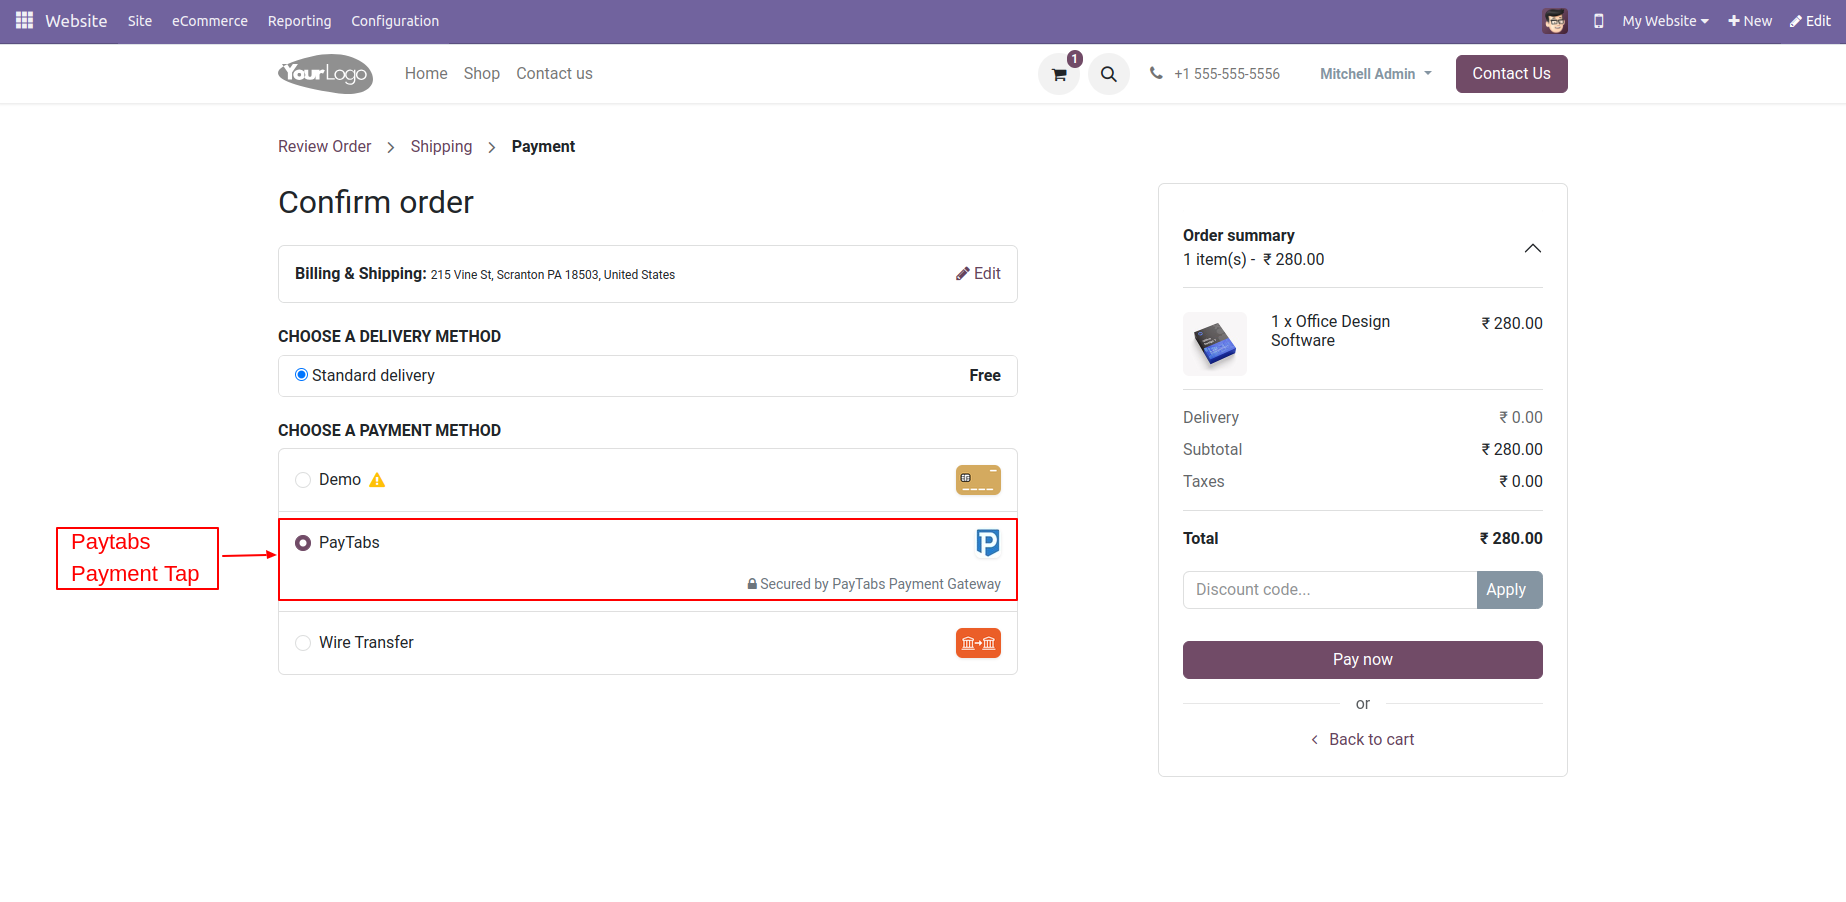 Website Site eCommerce Reporting Configuration My Website New Edit
YourLogo Home Shop Contact us 1 +1 555-555-5556 Mitchell Admin Contact Us
Review Order > Shipping > Payment
Confirm order
Billing & Shipping: 215 Vine St, Scranton PA 18503, United States Edit
CHOOSE A DELIVERY METHOD
Standard delivery Free
CHOOSE A PAYMENT METHOD
Demo
Paytabs
Payment Tap
PayTabs
Secured by PayTabs Payment Gateway
Wire Transfer
Order summary
1 item(s) - ₹ 280.00
1 x Office Design ₹ 280.00
Software
Delivery ₹ 0.00
Subtotal ₹ 280.00
Taxes ₹ 0.00
Total ₹ 280.00
Discount code... Apply
Pay now
or
< Back to cart